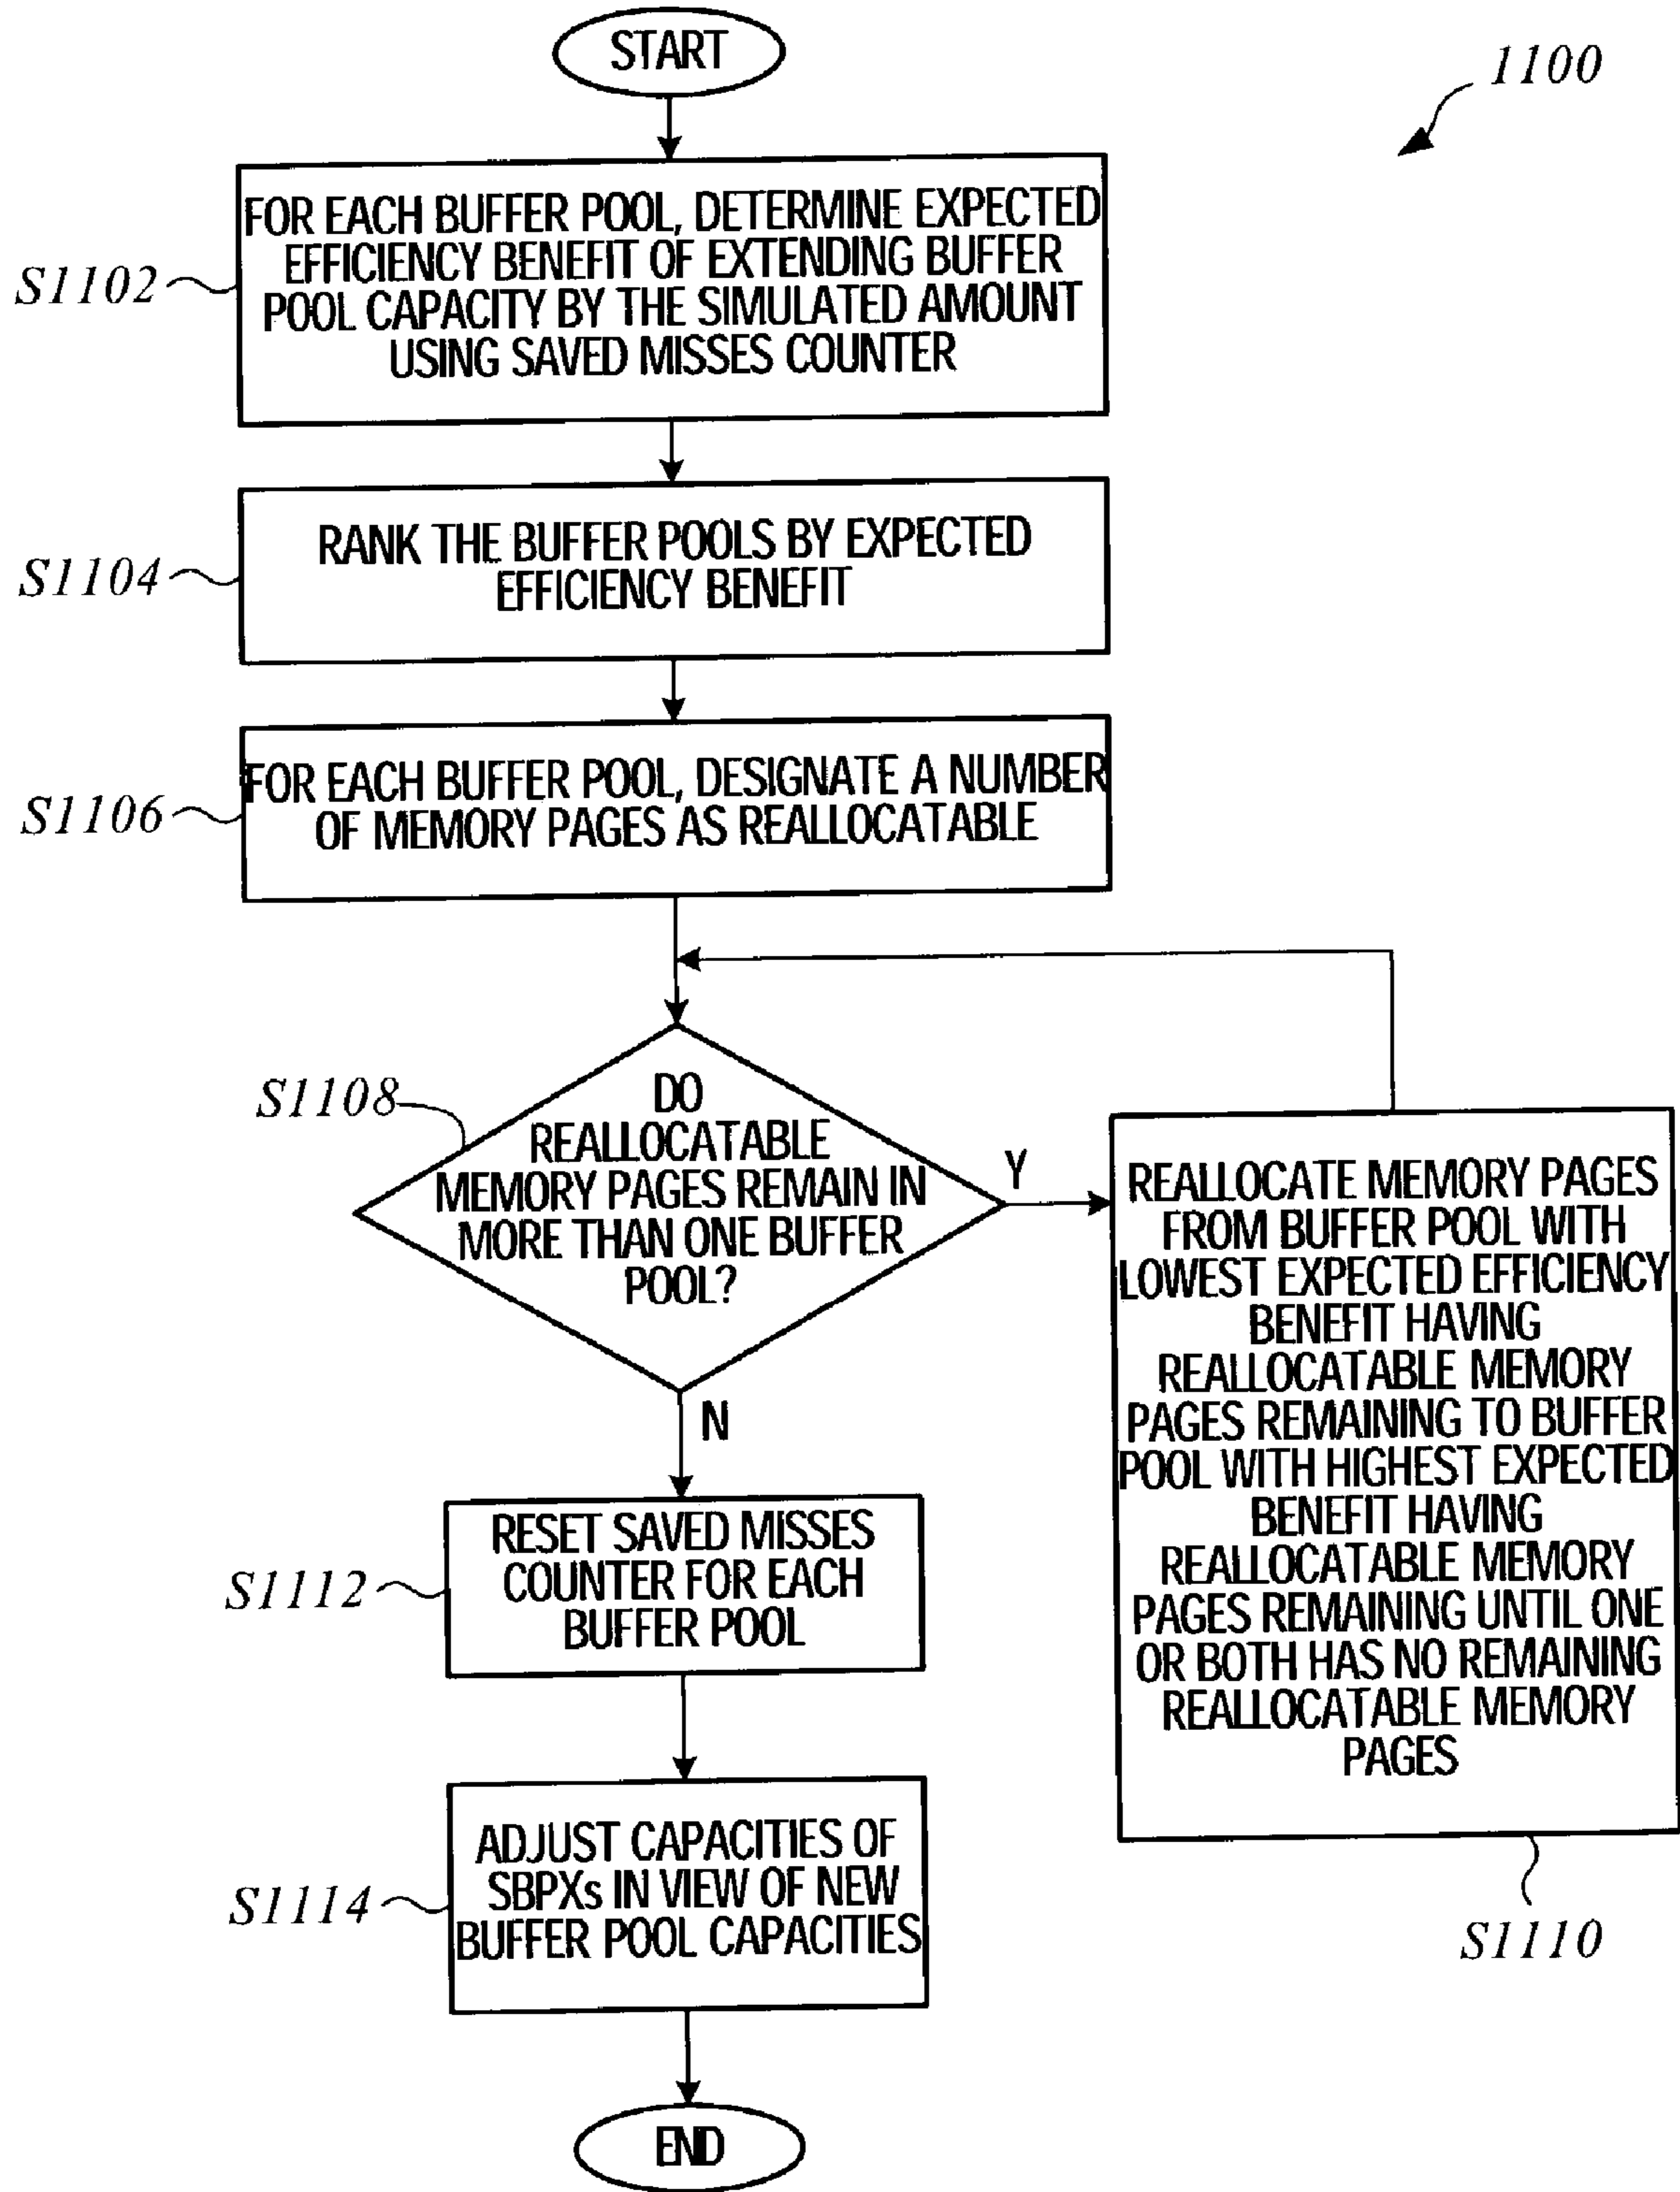 START
1100
FOR EACH BUFFER POOL, DETERMINE EXPECTED
EFFICIENCY BENEFIT OF EXTENDING BUFFER
POOL CAPACITY BY THE SIMULATED AMOUNT
USING SAVED MISSES COUNTER
S1102
RANK THE BUFFER POOLS BY EXPECTED
EFFICIENCY BENEFIT
S1104
FOR EACH BUFFER POOL, DESIGNATE A NUMBER
OF MEMORY PAGES AS REALLOCATABLE
S1106
S1108
DO
REALLOCATABLE
MEMORY PAGES REMAIN IN
MORE THAN ONE BUFFER
POOL?
Y
REALLOCATE MEMORY PAGES
FROM BUFFER POOL WITH
LOWEST EXPECTED EFFICIENCY
BENEFIT HAVING
REALLOCATABLE MEMORY
PAGES REMAINING TO BUFFER
POOL WITH HIGHEST EXPECTED
BENEFIT HAVING
REALLOCATABLE MEMORY
PAGES REMAINING UNTIL ONE
OR BOTH HAS NO REMAINING
REALLOCATABLE MEMORY
PAGES
S1110
N
RESET SAVED MISSES
COUNTER FOR EACH
BUFFER POOL
S1112
ADJUST CAPACITIES OF
SBPXs IN VIEW OF NEW
BUFFER POOL CAPACITIES
S1114
END